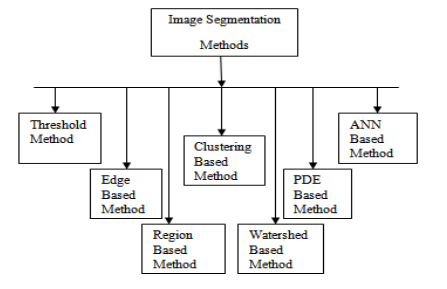 Image Segmentation
Methods
Threshold
Method
Edge
Based
Method
Region
Based
Method
Clustering
Based
Method
Watershed
Based
Method
PDE
Based
Method
ANN
Based
Method